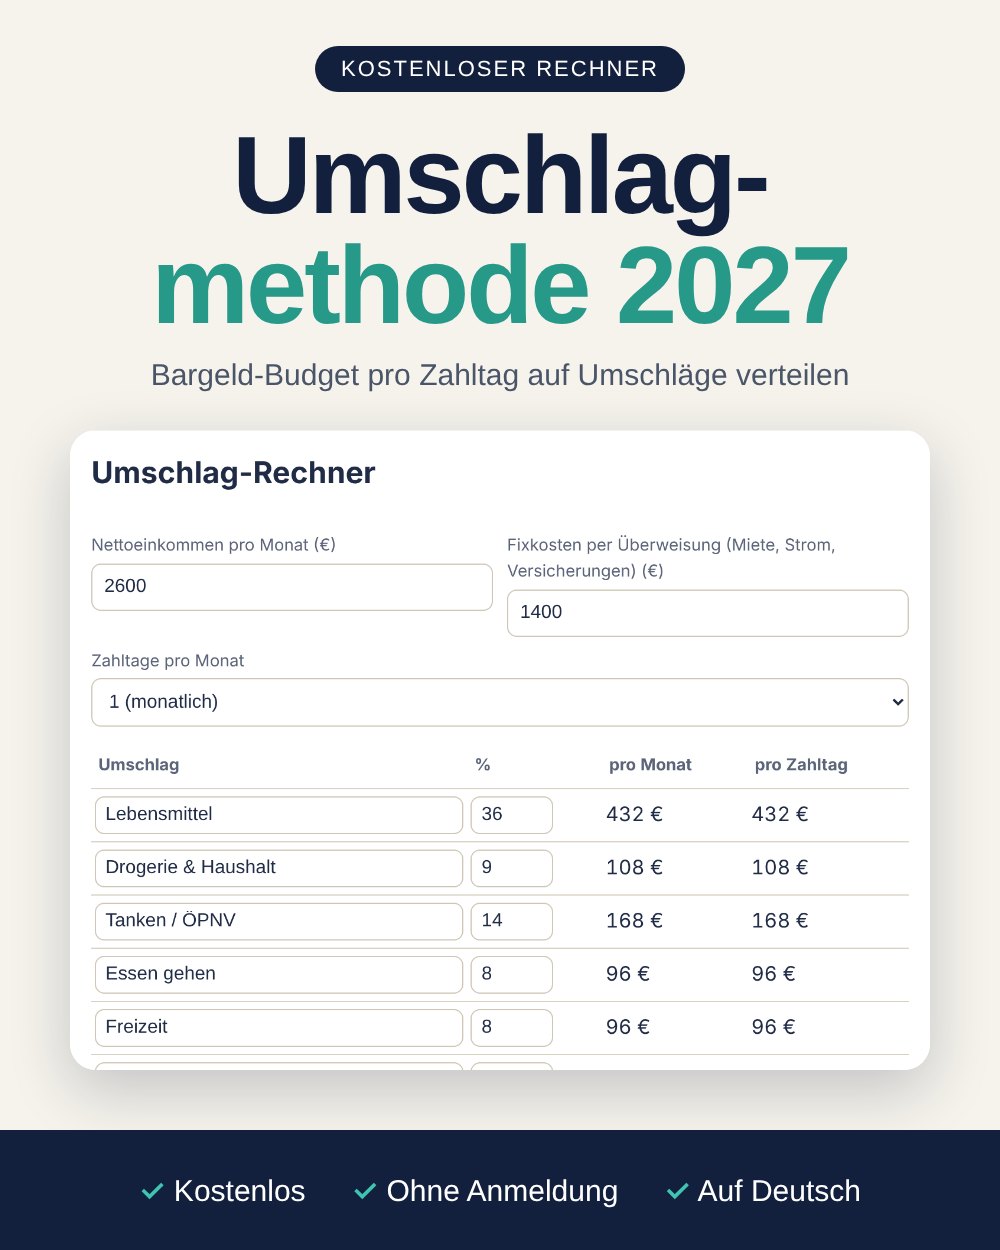 KOSTENLOSER RECHNER
Umschlag-
methode 2027
Bargeld-Budget pro Zahltag auf Umschläge verteilen
Umschlag-Rechner
Nettoeinkommen pro Monat (€)
2600
Fixkosten per Überweisung (Miete, Strom,
Versicherungen) (€)
1400
Zahltage pro Monat
1 (monatlich)
Umschlag % pro Monat pro Zahltag
Lebensmittel 36 432 € 432 €
Drogerie & Haushalt 9 108 € 108 €
Tanken / ÖPNV 14 168 € 168 €
Essen gehen 8 96 € 96 €
Freizeit 8 96 € 96 €
✓ Kostenlos ✓ Ohne Anmeldung ✓ Auf Deutsch